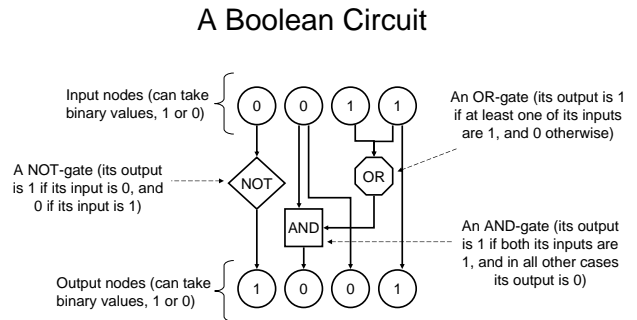 A Boolean Circuit
Input nodes (can take
binary values, 1 or 0)
0 0 1 1
An OR-gate (its output is 1
if at least one of its inputs
are 1, and 0 otherwise)
A NOT-gate (its output
is 1 if its input is 0, and
0 if its input is 1)
NOT
OR
AND
An AND-gate (its output
is 1 if both its inputs are
1, and in all other cases
its output is 0)
Output nodes (can take
binary values, 1 or 0)
1 0 0 1